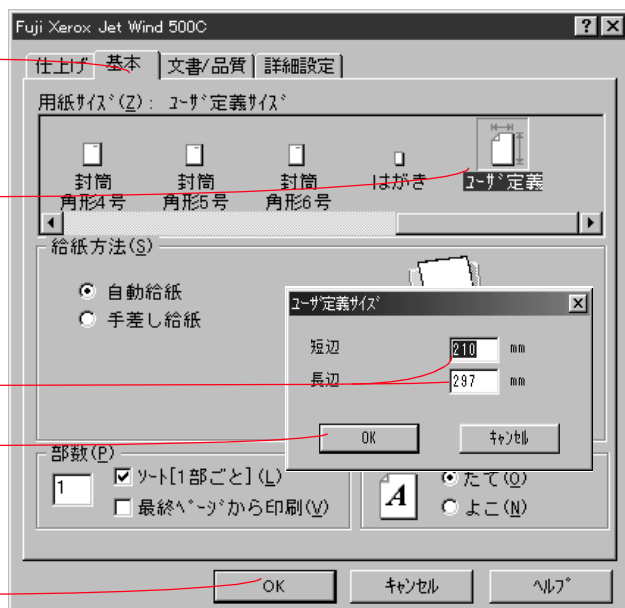 Fuji Xerox Jet Wind 500C
仕上げ 基本 文書/品質 詳細設定
用紙ｻｲｽﾞ(Z): ﾕｰｻﾞ定義ｻｲｽﾞ
封筒
角形4号
封筒
角形5号
封筒
角形6号
はがき
ﾕｰｻﾞ定義
給紙方法(S)
自動給紙
手差し給紙
ﾕｰｻﾞ定義ｻｲｽﾞ
短辺 210 mm
長辺 297 mm
OK ｷｬﾝｾﾙ
部数(P)
1
ｿｰﾄ[1部ごと](L)
最終ﾍﾟｰｼﾞから印刷(V)
A
たて(O)
よこ(N)
OK ｷｬﾝｾﾙ ﾍﾙﾌﾟ